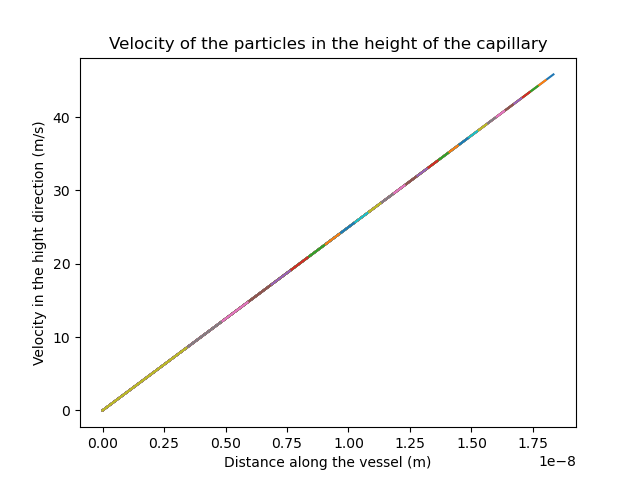 Velocity of the particles in the height of the capillary
Velocity in the hight direction (m/s)
40
30
20
10
0
0.00 0.25 0.50 0.75 1.00 1.25 1.50 1.75
1e−8
Distance along the vessel (m)